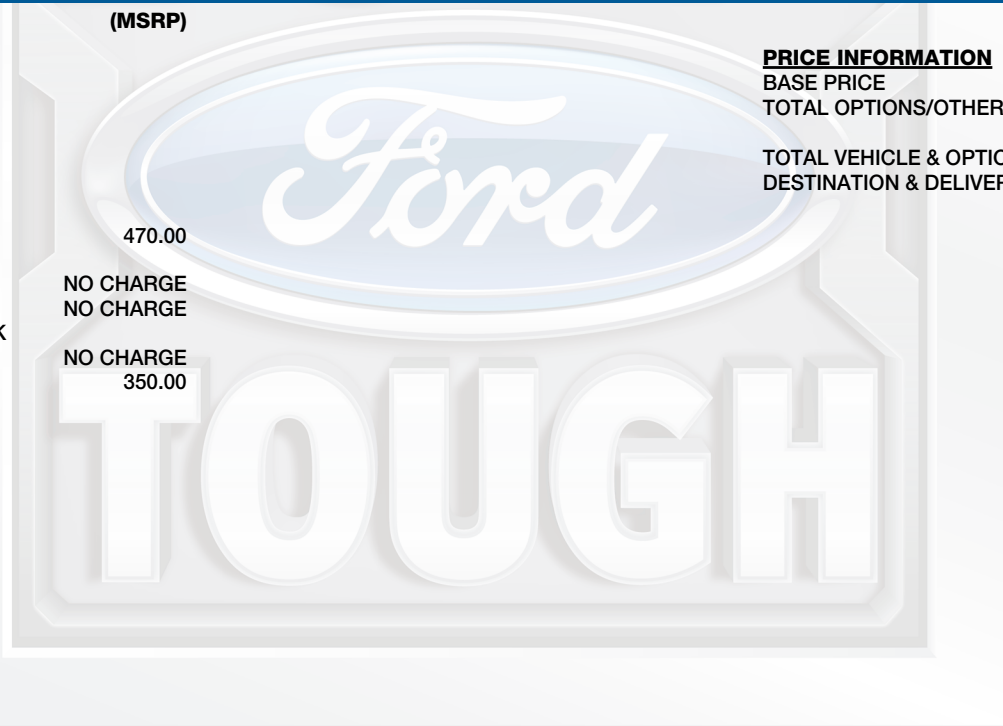 (MSRP)
470.00
NO CHARGE
NO CHARGE
K
NO CHARGE
350.00
PRICE INFORMATION
BASE PRICE
TOTAL OPTIONS/OTHER
TOTAL VEHICLE & OPTIO
DESTINATION & DELIVER
Ford
TOUGH